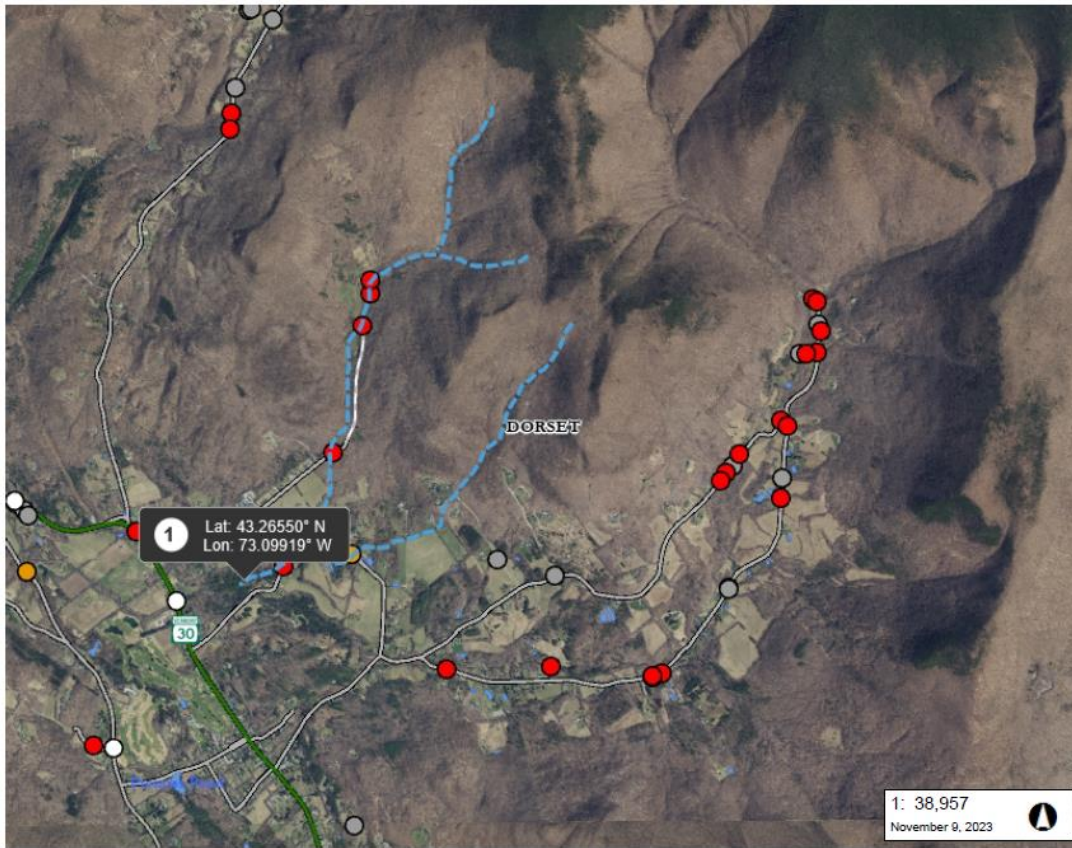 DORSET
1
Lat: 43.26550° N
Lon: 73.09919° W
30
1: 38,957
November 9, 2023